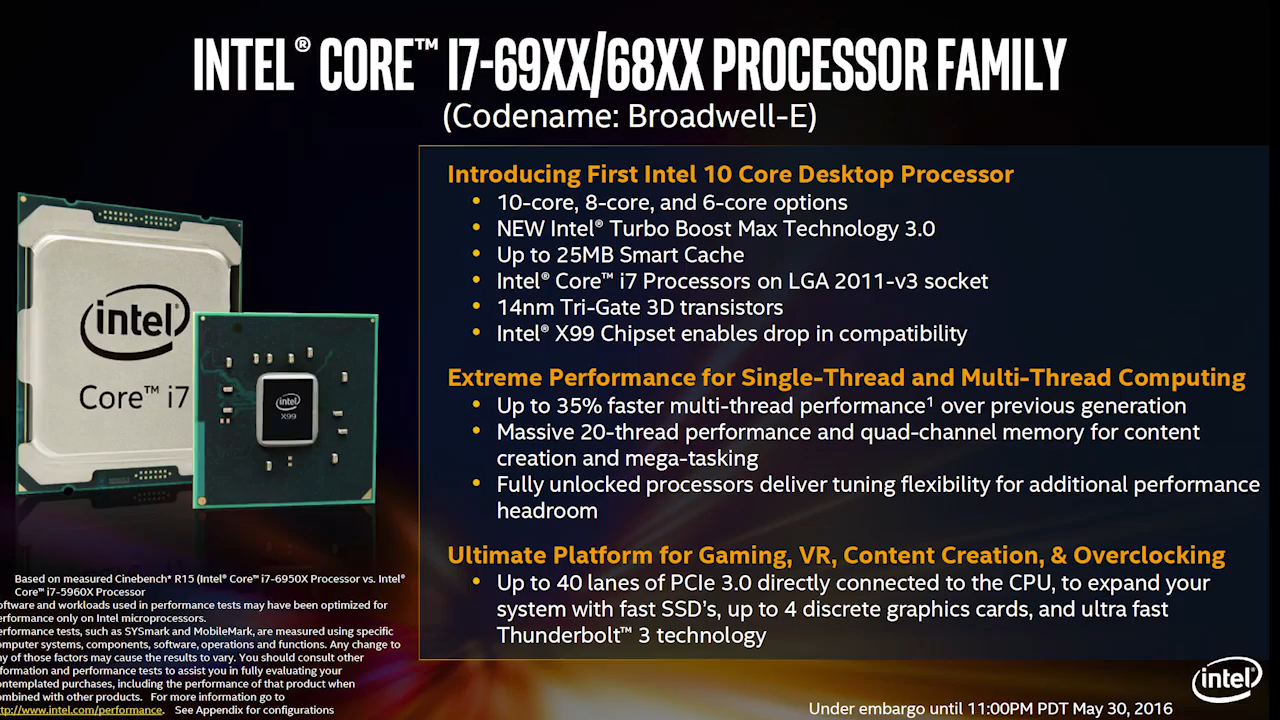 INTEL® CORE™ I7-69XX/68XX PROCESSOR FAMILY
(Codename: Broadwell-E)
Introducing First Intel 10 Core Desktop Processor
• 10-core, 8-core, and 6-core options
• NEW Intel® Turbo Boost Max Technology 3.0
• Up to 25MB Smart Cache
• Intel® Core™ i7 Processors on LGA 2011-v3 socket
• 14nm Tri-Gate 3D transistors
• Intel® X99 Chipset enables drop in compatibility
Extreme Performance for Single-Thread and Multi-Thread Computing
• Up to 35% faster multi-thread performance¹ over previous generation
• Massive 20-thread performance and quad-channel memory for content
creation and mega-tasking
• Fully unlocked processors deliver tuning flexibility for additional performance
headroom
Ultimate Platform for Gaming, VR, Content Creation, & Overclocking
• Up to 40 lanes of PCIe 3.0 directly connected to the CPU, to expand your
system with fast SSD's, up to 4 discrete graphics cards, and ultra fast
Thunderbolt™ 3 technology
intel
Core™ i7
intel
X99
Based on measured Cinebench* R15 (Intel® Core™ i7-6950X Processor vs. Intel®
Core™ i7-5960X Processor
oftware and workloads used in performance tests may have been optimized for
erformance only on Intel microprocessors.
erformance tests, such as SYSmark and MobileMark, are measured using specific
omputer systems, components, software, operations and functions. Any change to
ny of those factors may cause the results to vary. You should consult other
formation and performance tests to assist you in fully evaluating your
ontemplated purchases, including the performance of that product when
ombined with other products. For more information go to
ttp://www.intel.com/performance. See Appendix for configurations
intel
Under embargo until 11:00PM PDT May 30, 2016